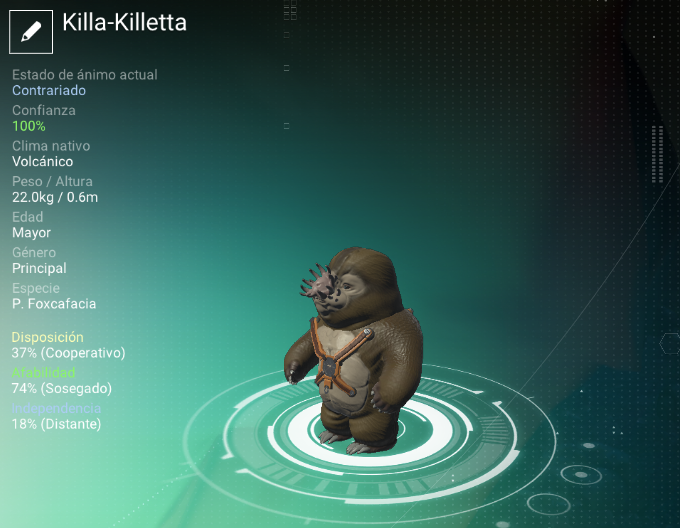 Killa-Killetta
Estado de ánimo actual
Contrariado
Confianza
100%
Clima nativo
Volcánico
Peso / Altura
22.0kg / 0.6m
Edad
Mayor
Género
Principal
Especie
P. Foxcafacia
Disposición
37% (Cooperativo)
Afabilidad
74% (Sosegado)
Independencia
18% (Distante)